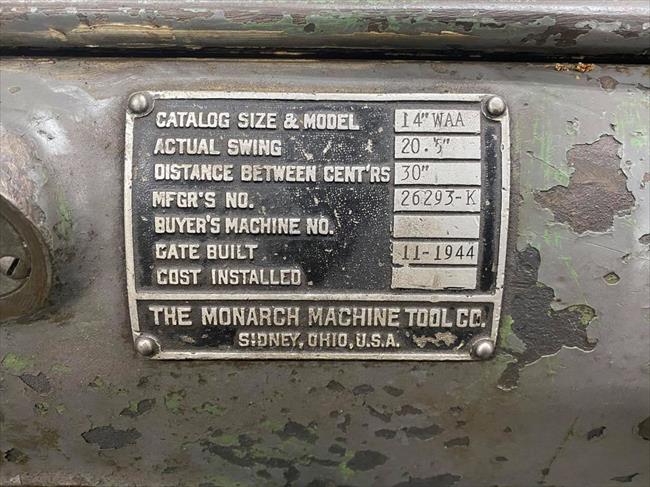 CATALOG SIZE & MODEL 14" WAA
ACTUAL SWING 20.5"
DISTANCE BETWEEN CENT'RS 30"
MFGR'S NO. 26293-K
BUYER'S MACHINE NO.
DATE BUILT 11-1944
COST INSTALLED
THE MONARCH MACHINE TOOL CO.
SIDNEY, OHIO, U.S.A.